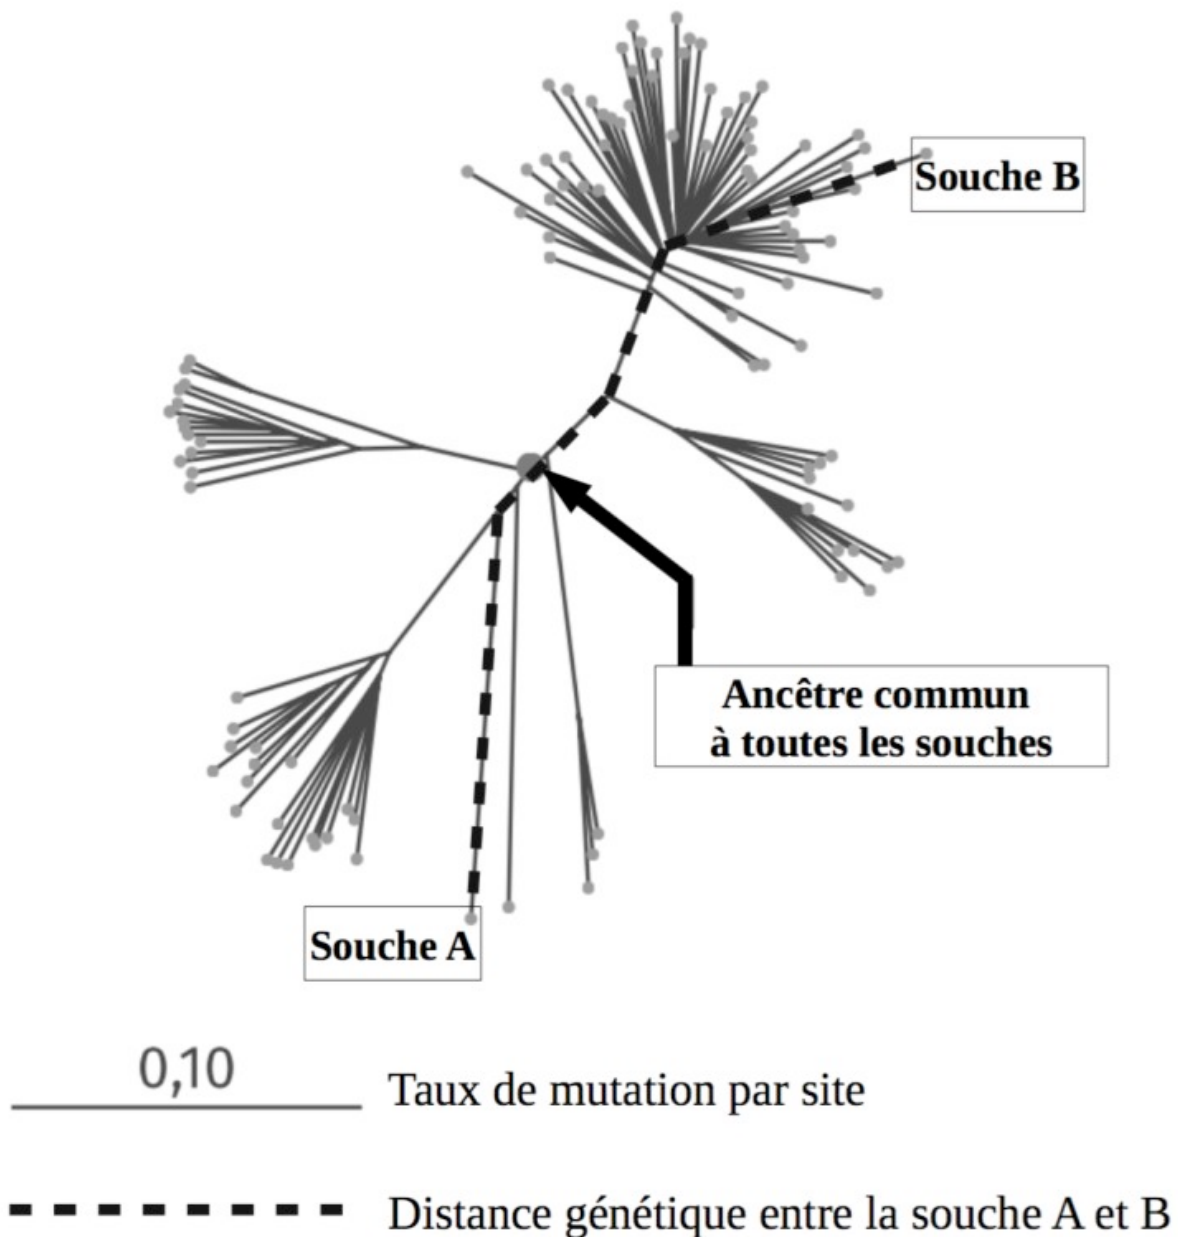 Souche B
Ancêtre commun
à toutes les souches
Souche A
0,10
Taux de mutation par site
Distance génétique entre la souche A et B